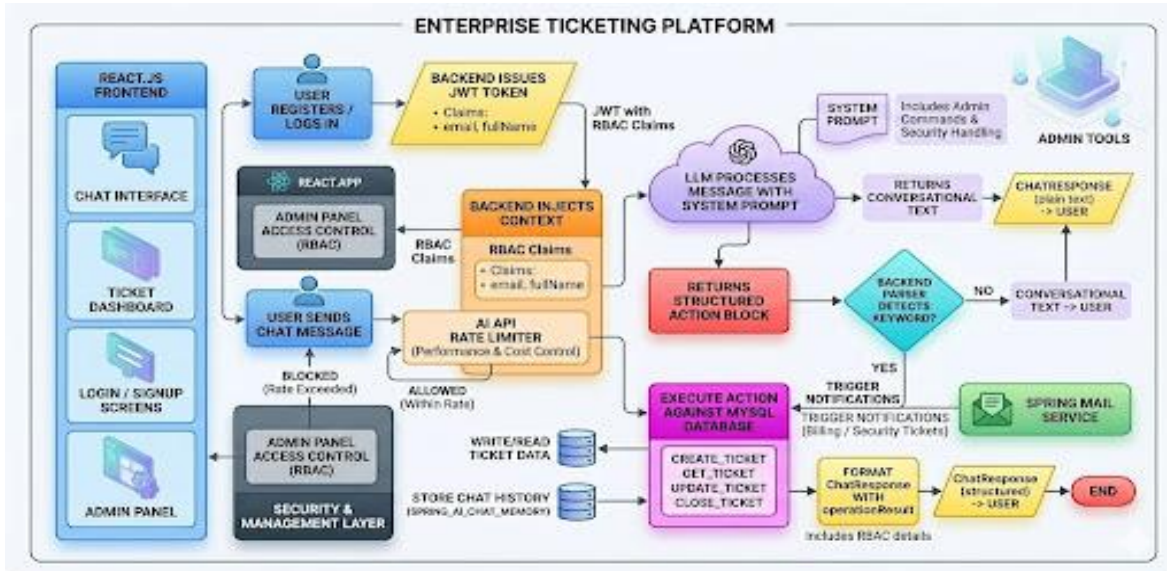 ENTERPRISE TICKETING PLATFORM
REACT.JS
FRONTEND
CHAT INTERFACE
TICKET
DASHBOARD
LOGIN / SIGNUP
SCREENS
ADMIN PANEL
USER
REGISTERS /
LOGS IN
BACKEND ISSUES
JWT TOKEN
• Claims:
• email, fullName
JWT with
RBAC Claims
REACT.APP
ADMIN PANEL
ACCESS CONTROL
(RBAC)
RBAC
Claims
BACKEND INJECTS
CONTEXT
RBAC Claims
• Claims:
• email, fullName
USER SENDS
CHAT MESSAGE
AI API
RATE LIMITER
(Performance & Cost Control)
BLOCKED
(Rate Exceeded)
ALLOWED
(Within Rate)
ADMIN PANEL
ACCESS CONTROL
(RBAC)
SECURITY &
MANAGEMENT LAYER
LLM PROCESSES
MESSAGE WITH
SYSTEM PROMPT
SYSTEM
PROMPT
Includes Admin
Commands &
Security Handling
ADMIN TOOLS
RETURNS
CONVERSATIONAL
TEXT
CHATRESPONSE
(plain text)
-> USER
RETURNS
STRUCTURED
ACTION BLOCK
BACKEND
PARSER
DETECTS
KEYWORD?
NO
CONVERSATIONAL
TEXT -> USER
YES
TRIGGER
NOTIFICATIONS
TRIGGER NOTIFICATIONS
(Billing / Security Tickets)
SPRING MAIL
SERVICE
EXECUTE ACTION
AGAINST MYSQL
DATABASE
CREATE_TICKET
GET_TICKET
UPDATE_TICKET
CLOSE_TICKET
WRITE/READ
TICKET DATA
STORE CHAT HISTORY
(SPRING_AI_CHAT_MEMORY)
FORMAT
ChatResponse
WITH
operationResult
Includes RBAC details
ChatResponse
(structured)
-> USER
END